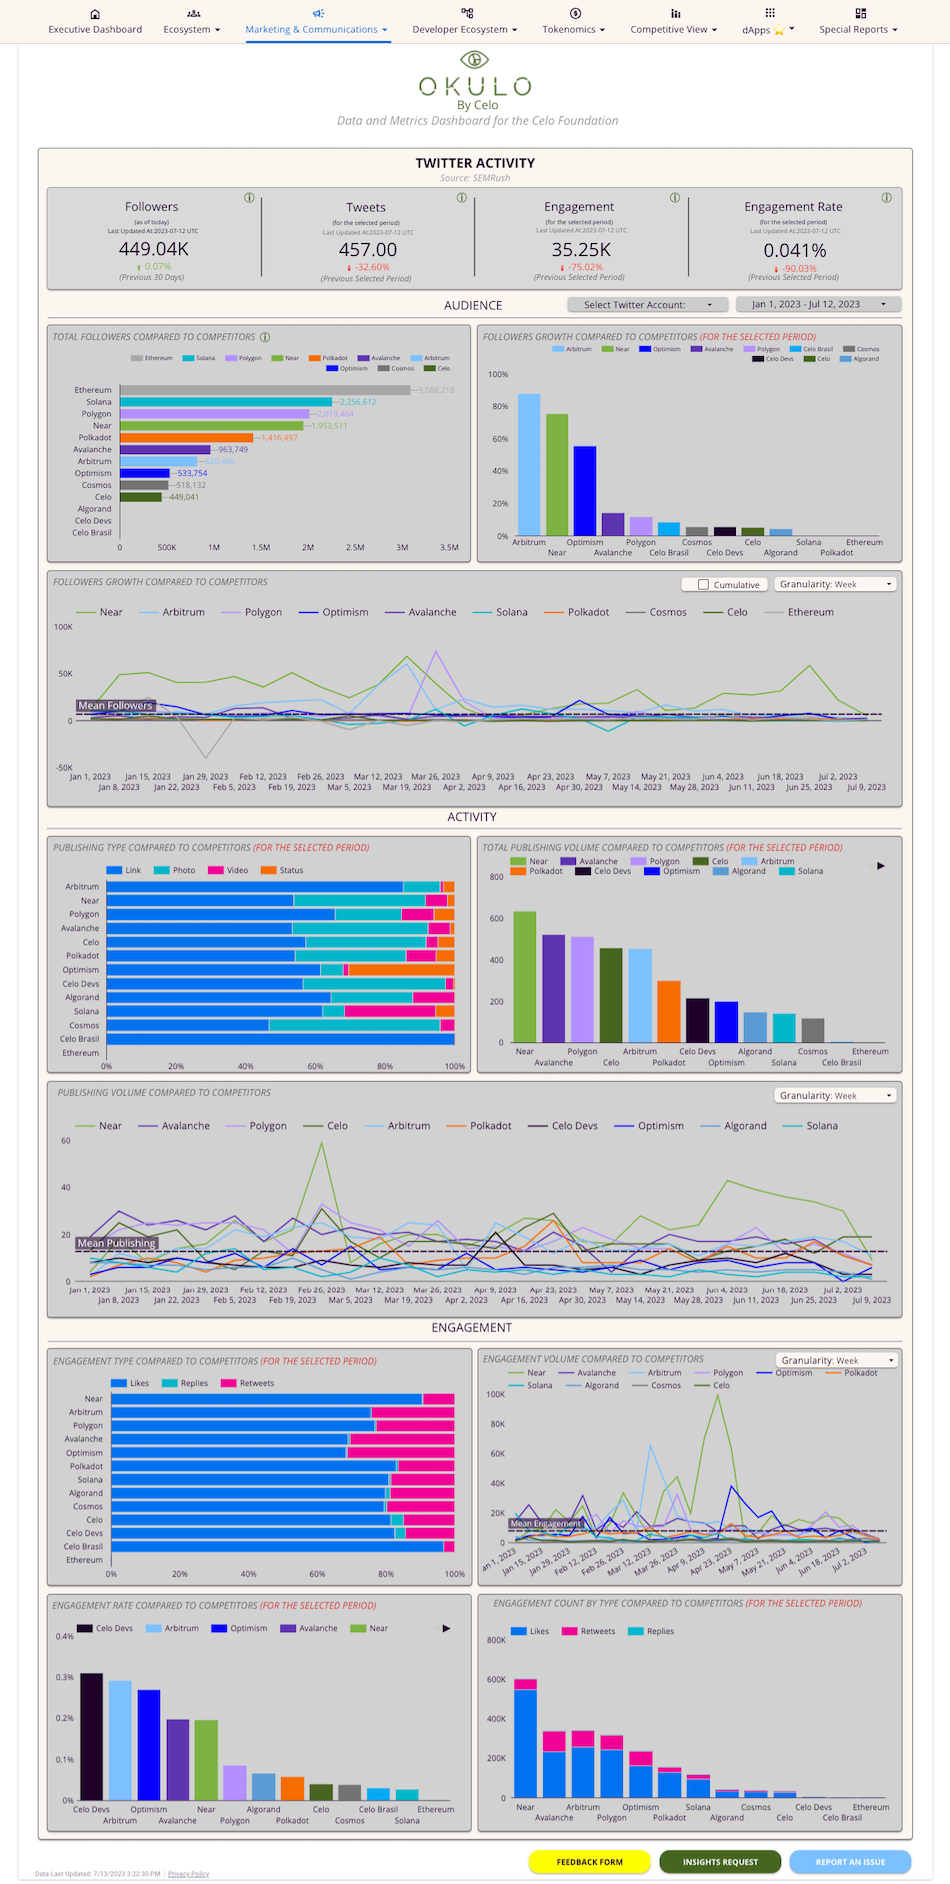 Executive Dashboard
Ecosystem
Marketing & Communications
Developer Ecosystem
Tokenomics
Competitive View
dApps ⭐
Special Reports
OKULO
By Celo
Data and Metrics Dashboard for the Celo Foundation
TWITTER ACTIVITY
Source: SEMRush
Followers
(as of today)
Last Updated At:2023-07-12 UTC
449.04K
0.07%
(Previous 30 Days)
Tweets
(for the selected period)
Last Updated At:2023-07-12 UTC
457.00
-32.60%
(Previous Selected Period)
Engagement
(for the selected period)
Last Updated At:2023-07-12 UTC
35.25K
-75.02%
(Previous Selected Period)
Engagement Rate
(for the selected period)
Last Updated At:2023-07-12 UTC
0.041%
-90.03%
(Previous Selected Period)
AUDIENCE
Select Twitter Account:
Jan 1, 2023 - Jul 12, 2023
TOTAL FOLLOWERS COMPARED TO COMPETITORS
Ethereum Solana Polygon Near Polkadot Avalanche Arbitrum
Optimism Cosmos Celo
Ethereum 3,088,218
Solana 2,256,612
Polygon 2,019,404
Near 1,953,511
Polkadot 1,416,497
Avalanche 963,749
Arbitrum
Optimism 533,754
Cosmos 518,132
Celo 449,041
Algorand
Celo Devs
Celo Brasil
0 500K 1M 1.5M 2M 2.5M 3M 3.5M
FOLLOWERS GROWTH COMPARED TO COMPETITORS (FOR THE SELECTED PERIOD)
Arbitrum Near Optimism Avalanche Polygon Celo Brasil Cosmos
Celo Devs Celo Algorand
100%
80%
60%
40%
20%
0%
Arbitrum Optimism Polygon Cosmos Celo Solana Ethereum
Near Avalanche Celo Brasil Celo Devs Algorand Polkadot
FOLLOWERS GROWTH COMPARED TO COMPETITORS
Cumulative
Granularity: Week
Near Arbitrum Polygon Optimism Avalanche Solana Polkadot Cosmos Celo Ethereum
100K
50K
Mean Followers
0
-50K
Jan 1, 2023 Jan 15, 2023 Jan 29, 2023 Feb 12, 2023 Feb 26, 2023 Mar 12, 2023 Mar 26, 2023 Apr 9, 2023 Apr 23, 2023 May 7, 2023 May 21, 2023 Jun 4, 2023 Jun 18, 2023 Jul 2, 2023
Jan 8, 2023 Jan 22, 2023 Feb 5, 2023 Feb 19, 2023 Mar 5, 2023 Mar 19, 2023 Apr 2, 2023 Apr 16, 2023 Apr 30, 2023 May 14, 2023 May 28, 2023 Jun 11, 2023 Jun 25, 2023 Jul 9, 2023
ACTIVITY
PUBLISHING TYPE COMPARED TO COMPETITORS (FOR THE SELECTED PERIOD)
Link Photo Video Status
Arbitrum
Near
Polygon
Avalanche
Celo
Polkadot
Optimism
Celo Devs
Algorand
Solana
Cosmos
Celo Brasil
Ethereum
0% 20% 40% 60% 80% 100%
TOTAL PUBLISHING VOLUME COMPARED TO COMPETITORS (FOR THE SELECTED PERIOD)
Near Avalanche Polygon Celo Arbitrum
Polkadot Celo Devs Optimism Algorand Solana
800
600
400
200
0
Near Polygon Arbitrum Celo Devs Algorand Cosmos Ethereum
Avalanche Celo Polkadot Optimism Solana Celo Brasil
PUBLISHING VOLUME COMPARED TO COMPETITORS
Granularity: Week
Near Avalanche Polygon Celo Arbitrum Polkadot Celo Devs Optimism Algorand Solana
60
40
20
Mean Publishing
0
Jan 1, 2023 Jan 15, 2023 Jan 29, 2023 Feb 12, 2023 Feb 26, 2023 Mar 12, 2023 Mar 26, 2023 Apr 9, 2023 Apr 23, 2023 May 7, 2023 May 21, 2023 Jun 4, 2023 Jun 18, 2023 Jul 2, 2023
Jan 8, 2023 Jan 22, 2023 Feb 5, 2023 Feb 19, 2023 Mar 5, 2023 Mar 19, 2023 Apr 2, 2023 Apr 16, 2023 Apr 30, 2023 May 14, 2023 May 28, 2023 Jun 11, 2023 Jun 25, 2023 Jul 9, 2023
ENGAGEMENT
ENGAGEMENT TYPE COMPARED TO COMPETITORS (FOR THE SELECTED PERIOD)
Likes Replies Retweets
Near
Arbitrum
Polygon
Avalanche
Optimism
Polkadot
Solana
Algorand
Cosmos
Celo
Celo Devs
Celo Brasil
Ethereum
0% 20% 40% 60% 80% 100%
ENGAGEMENT VOLUME COMPARED TO COMPETITORS
Granularity: Week
Near Avalanche Arbitrum Polygon Optimism Polkadot
Solana Algorand Cosmos Celo
100K
80K
60K
40K
20K
Mean Engagement
0
an 1, 2023 Jan 15, 2023 Jan 29, 2023 Feb 12, 2023 Feb 26, 2023 Mar 12, 2023 Mar 26, 2023 Apr 9, 2023 Apr 23, 2023 May 7, 2023 May 21, 2023 Jun 4, 2023 Jun 18, 2023 Jul 2, 2023
ENGAGEMENT RATE COMPARED TO COMPETITORS (FOR THE SELECTED PERIOD)
Celo Devs Arbitrum Optimism Avalanche Near
0.4%
0.3%
0.2%
0.1%
0%
Celo Devs Optimism Near Algorand Celo Celo Brasil Ethereum
Arbitrum Avalanche Polygon Polkadot Cosmos Solana
ENGAGEMENT COUNT BY TYPE COMPARED TO COMPETITORS (FOR THE SELECTED PERIOD)
Likes Retweets Replies
800K
600K
400K
200K
0
Near Arbitrum Optimism Solana Cosmos Celo Devs Ethereum
Avalanche Polygon Polkadot Algorand Celo Celo Brasil
FEEDBACK FORM
INSIGHTS REQUEST
REPORT AN ISSUE
Data Last Updated: 7/13/2023 3:22:30 PM
Privacy Policy